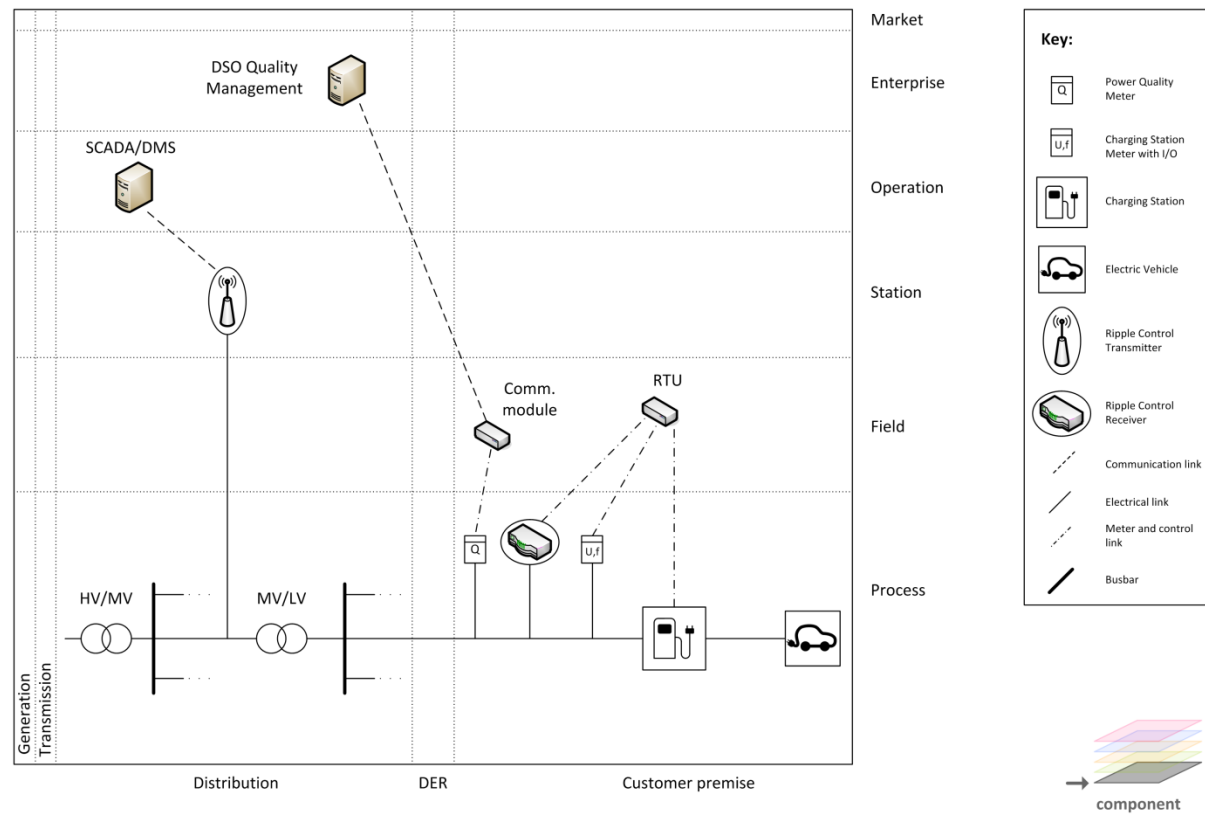 Market
DSO Quality
Management
Enterprise
SCADA/DMS
Operation
Station
Comm.
module
RTU
Field
Q
U,f
HV/MV
MV/LV
Process
Generation
Transmission
Distribution
DER
Customer premise
Key:
Q
Power Quality
Meter
U,f
Charging Station
Meter with I/O
Charging Station
Electric Vehicle
Ripple Control
Transmitter
Ripple Control
Receiver
Communication link
Electrical link
Meter and control
link
Busbar
component